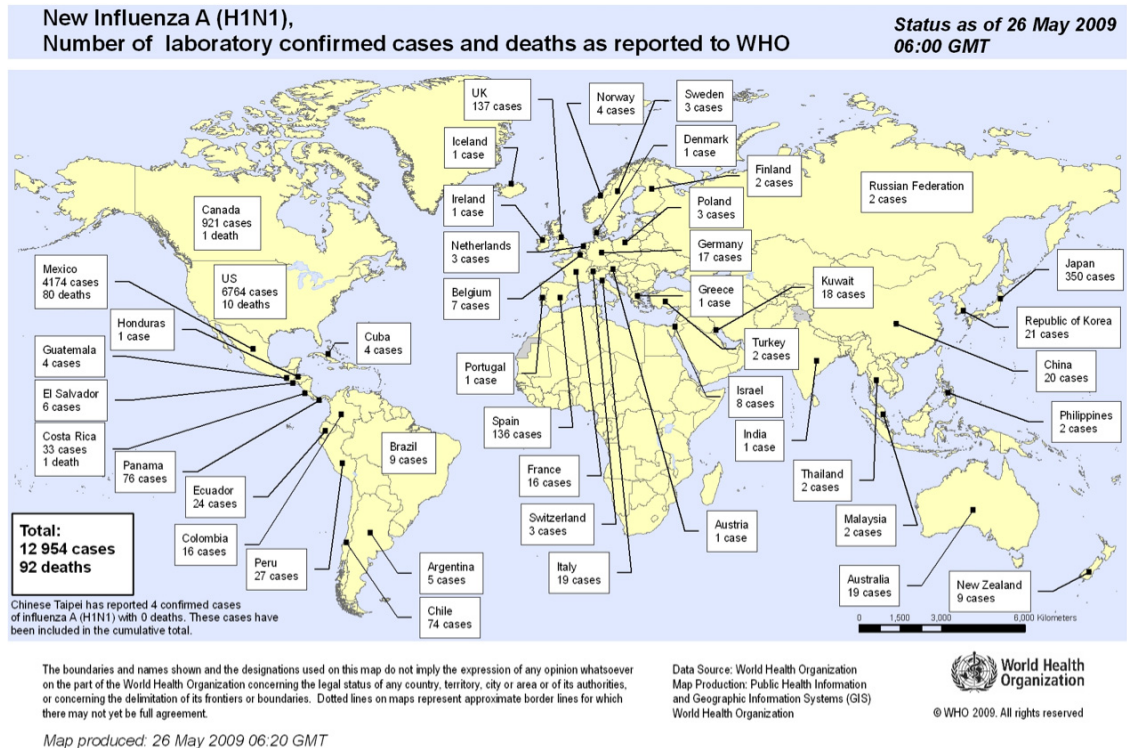 New Influenza A (H1N1),
Number of laboratory confirmed cases and deaths as reported to WHO
Status as of 26 May 2009
06:00 GMT
UK
137 cases
Norway
4 cases
Sweden
3 cases
Iceland
1 case
Denmark
1 case
Finland
2 cases
Russian Federation
2 cases
Ireland
1 case
Poland
3 cases
Canada
921 cases
1 death
Netherlands
3 cases
Germany
17 cases
Mexico
4174 cases
80 deaths
US
6764 cases
10 deaths
Belgium
7 cases
Greece
1 case
Kuwait
18 cases
Japan
350 cases
Honduras
1 case
Cuba
4 cases
Republic of Korea
21 cases
Guatemala
4 cases
Portugal
1 case
Turkey
2 cases
China
20 cases
El Salvador
6 cases
Israel
8 cases
Spain
136 cases
India
1 case
Philippines
2 cases
Costa Rica
33 cases
1 death
Brazil
9 cases
Panama
76 cases
France
16 cases
Thailand
2 cases
Ecuador
24 cases
Switzerland
3 cases
Malaysia
2 cases
Austria
1 case
Colombia
16 cases
Total:
12 954 cases
92 deaths
Peru
27 cases
Argentina
5 cases
Italy
19 cases
Australia
19 cases
New Zealand
9 cases
Chile
74 cases
Chinese Taipei has reported 4 confirmed cases
of influenza A (H1N1) with 0 deaths. These cases have
been included in the cumulative total.
0 1,500 3,000 6,000 Kilometers
The boundaries and names shown and the designations used on this map do not imply the expression of any opinion whatsoever
on the part of the World Health Organization concerning the legal status of any country, territory, city or area or of its authorities,
or concerning the delimitation of its frontiers or boundaries. Dotted lines on maps represent approximate border lines for which
there may not yet be full agreement.
Data Source: World Health Organization
Map Production: Public Health Information
and Geographic Information Systems (GIS)
World Health Organization
World Health
Organization
© WHO 2009. All rights reserved
Map produced: 26 May 2009 06:20 GMT